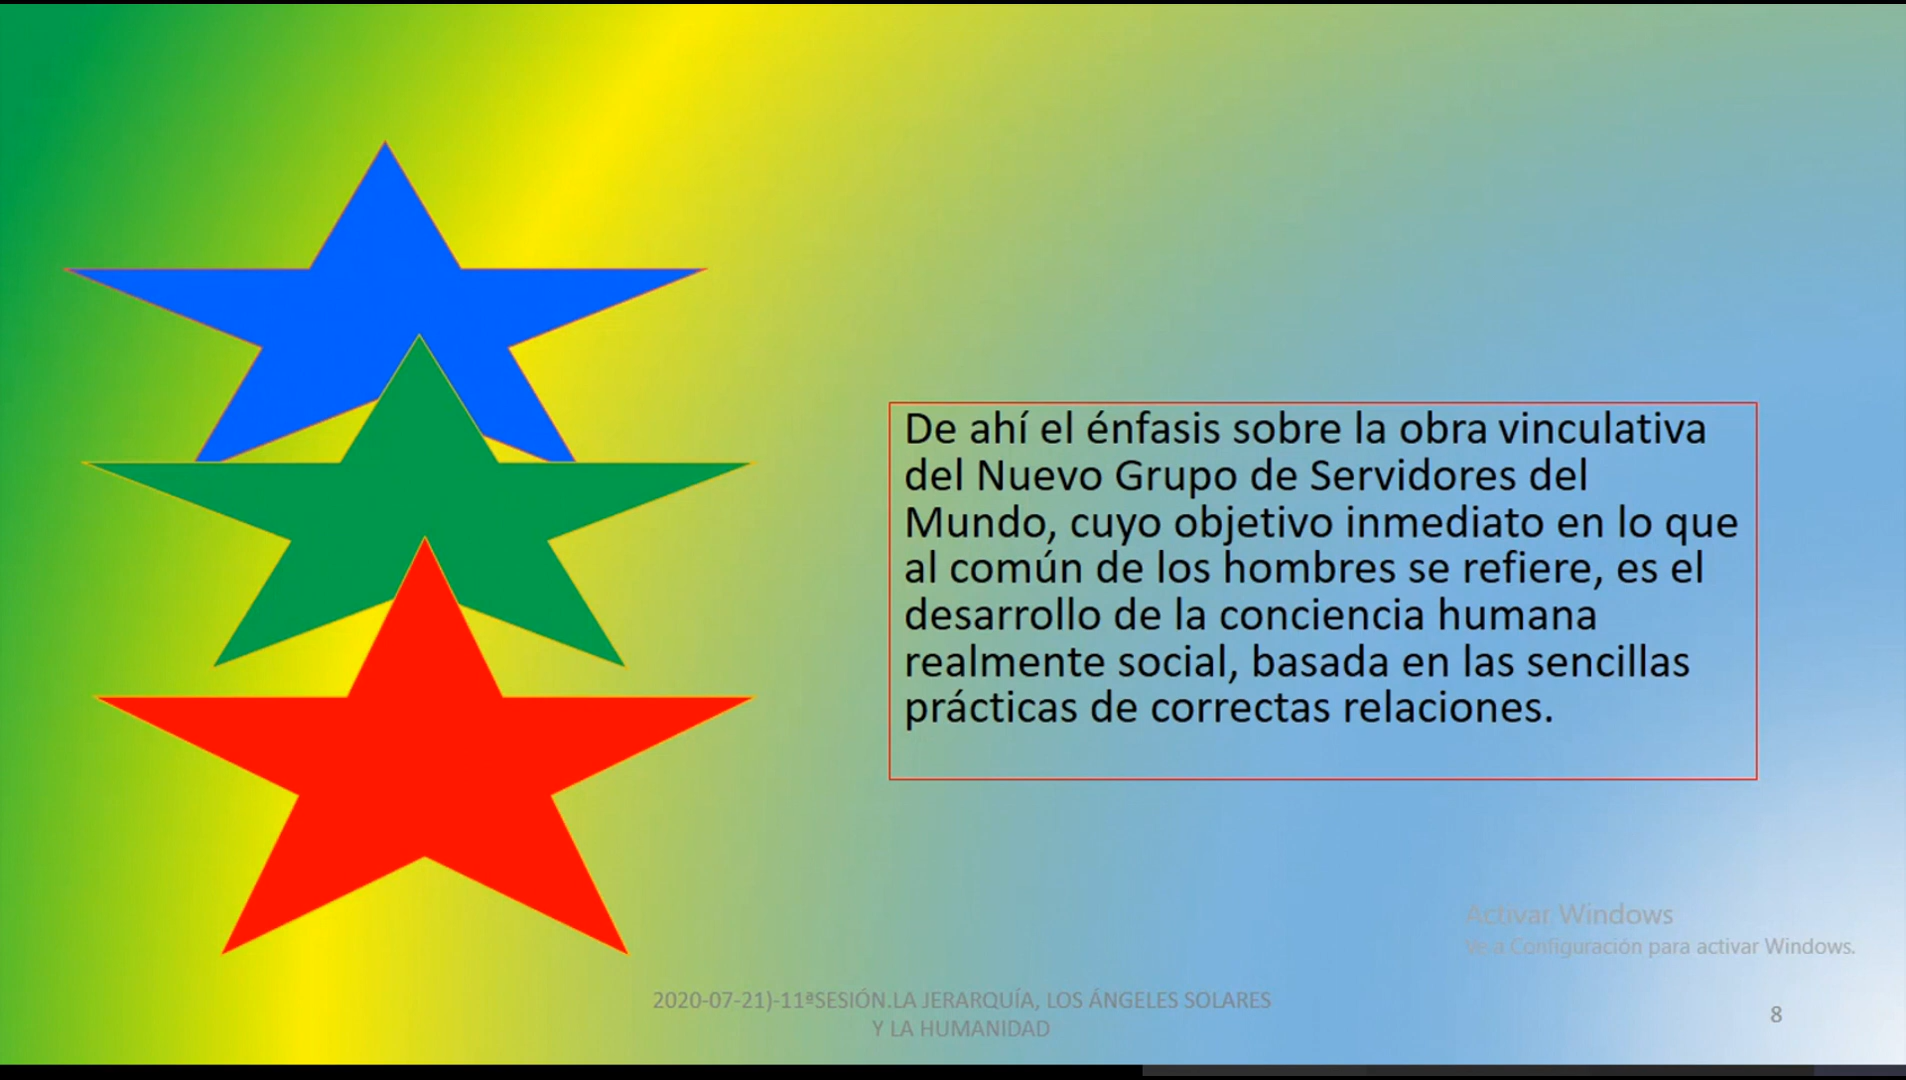 De ahí el énfasis sobre la obra vinculativa
del Nuevo Grupo de Servidores del
Mundo, cuyo objetivo inmediato en lo que
al común de los hombres se refiere, es el
desarrollo de la conciencia humana
realmente social, basada en las sencillas
prácticas de correctas relaciones.
Activar Windows
Ve a Configuración para activar Windows.
2020-07-21)-11ªSESIÓN.LA JERARQUÍA, LOS ÁNGELES SOLARES
Y LA HUMANIDAD
8